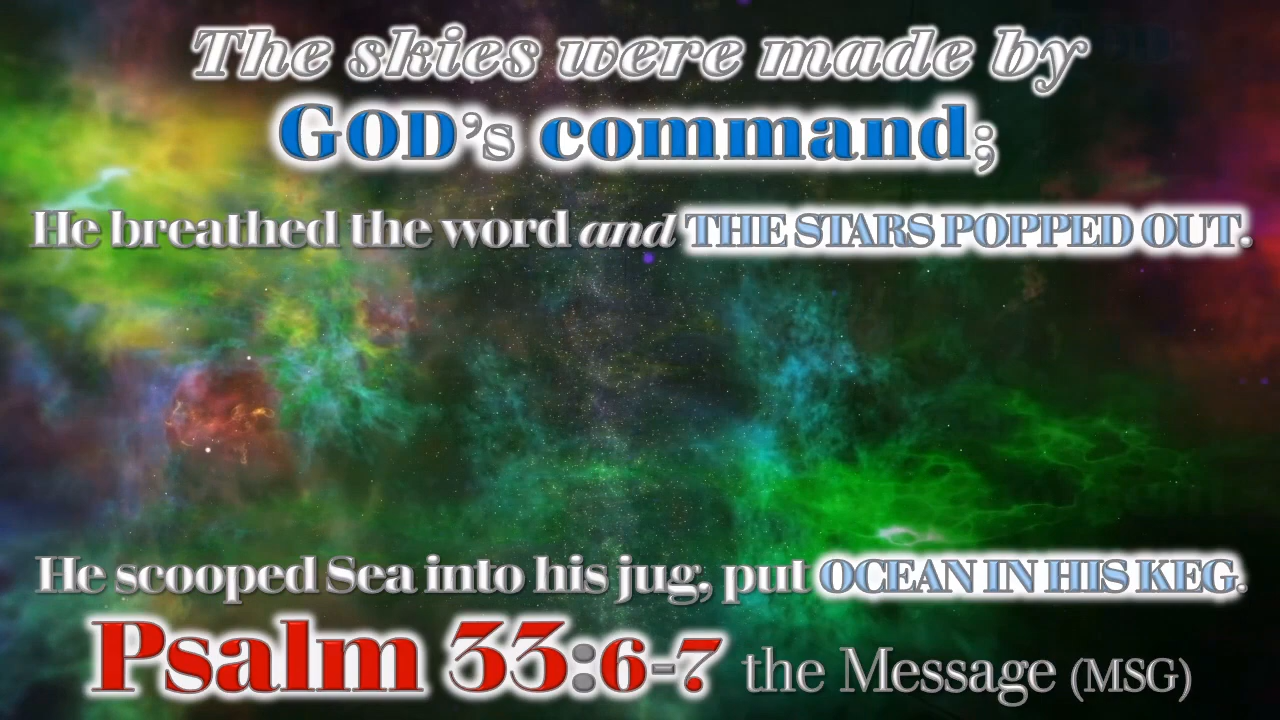 The skies were made by
GOD's command;
He breathed the word and THE STARS POPPED OUT.
He scooped Sea into his jug, put OCEAN IN HIS KEG.
Psalm 33:6-7 the Message (MSG)